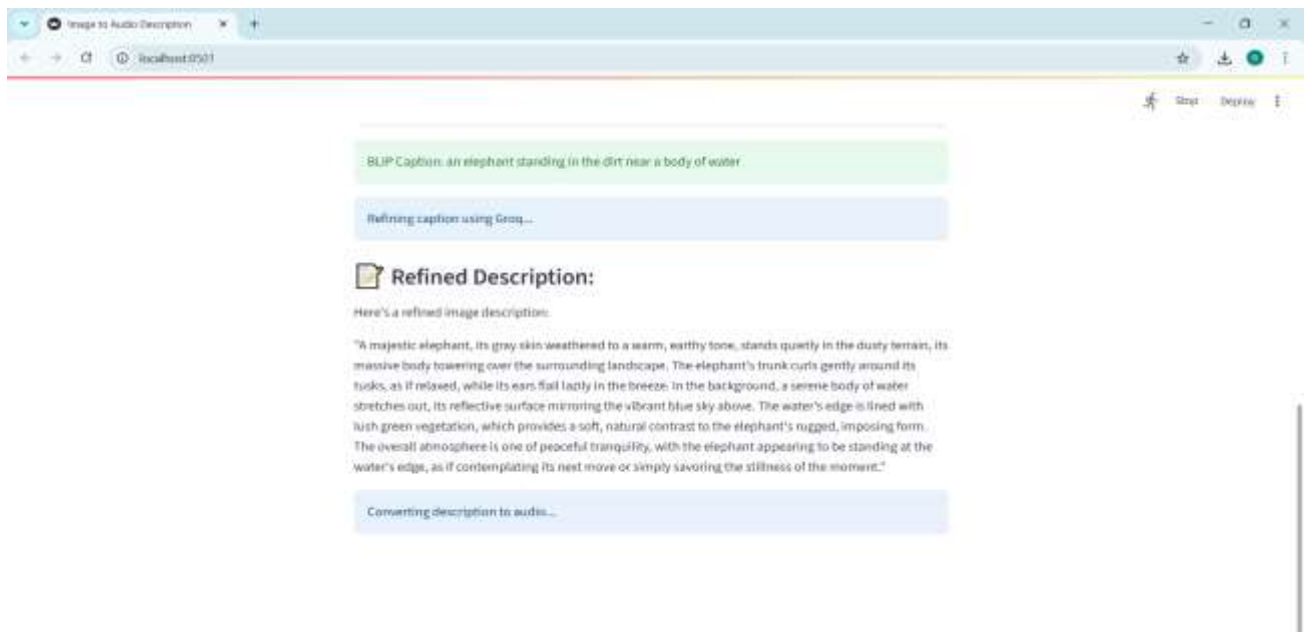 Image to Audio Description
localhost:8501
Stop Deploy
BLIP Caption: an elephant standing in the dirt near a body of water
Refining caption using Groq...
Refined Description:
Here's a refined image description:
"A majestic elephant, its gray skin weathered to a warm, earthy tone, stands quietly in the dusty terrain, its
massive body towering over the surrounding landscape. The elephant's trunk curls gently around its
tusks, as if relaxed, while its ears flail lazily in the breeze. In the background, a serene body of water
stretches out, its reflective surface mirroring the vibrant blue sky above. The water's edge is lined with
lush green vegetation, which provides a soft, natural contrast to the elephant's rugged, imposing form.
The overall atmosphere is one of peaceful tranquility, with the elephant appearing to be standing at the
water's edge, as if contemplating its next move or simply savoring the stillness of the moment."
Converting description to audio...